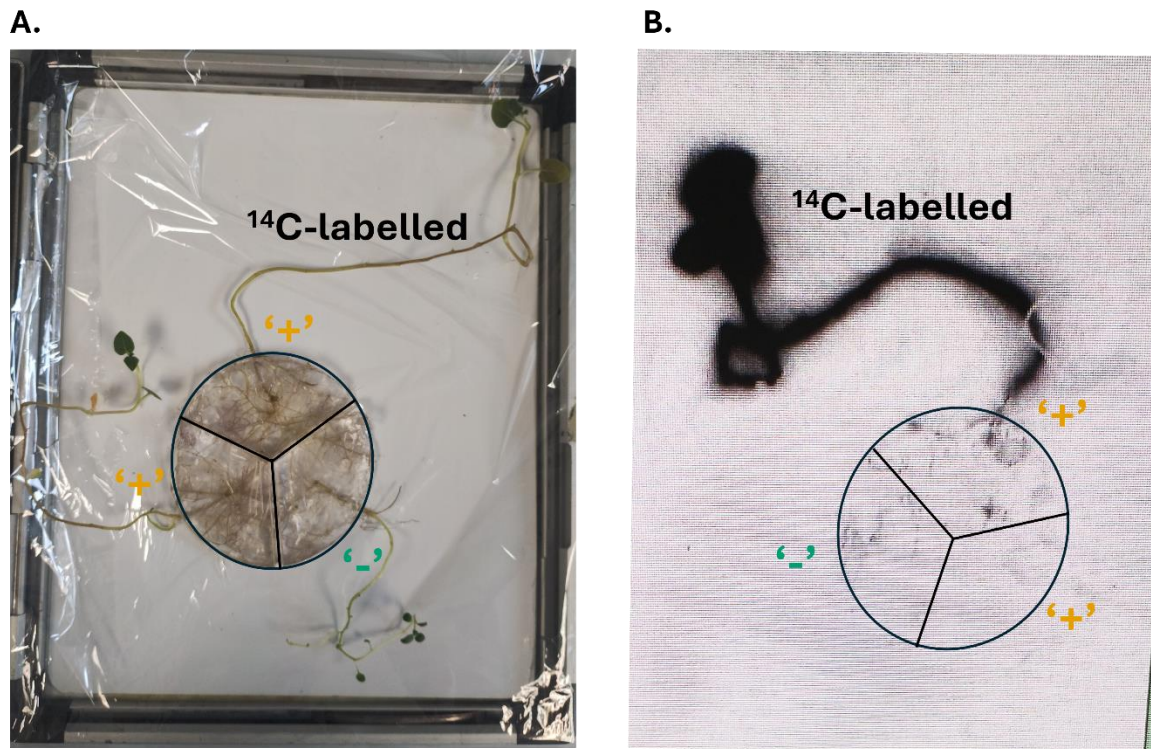 A.
B.
¹⁴C-labelled
¹⁴C-labelled
‘+’
‘+’
‘+’
‘-’
‘-’
‘+’